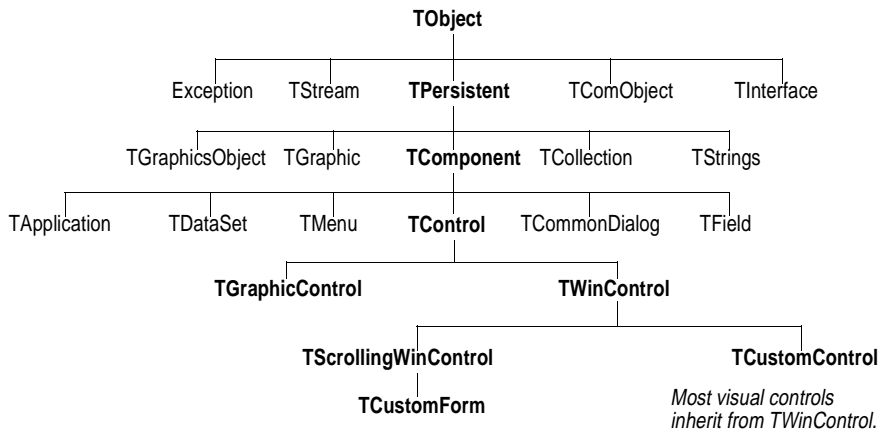 TObject
Exception TStream TPersistent TComObject TInterface
TGraphicsObject TGraphic TComponent TCollection TStrings
TApplication TDataSet TMenu TControl TCommonDialog TField
TGraphicControl TWinControl
TScrollingWinControl TCustomControl
TCustomForm
Most visual controls
inherit from TWinControl.